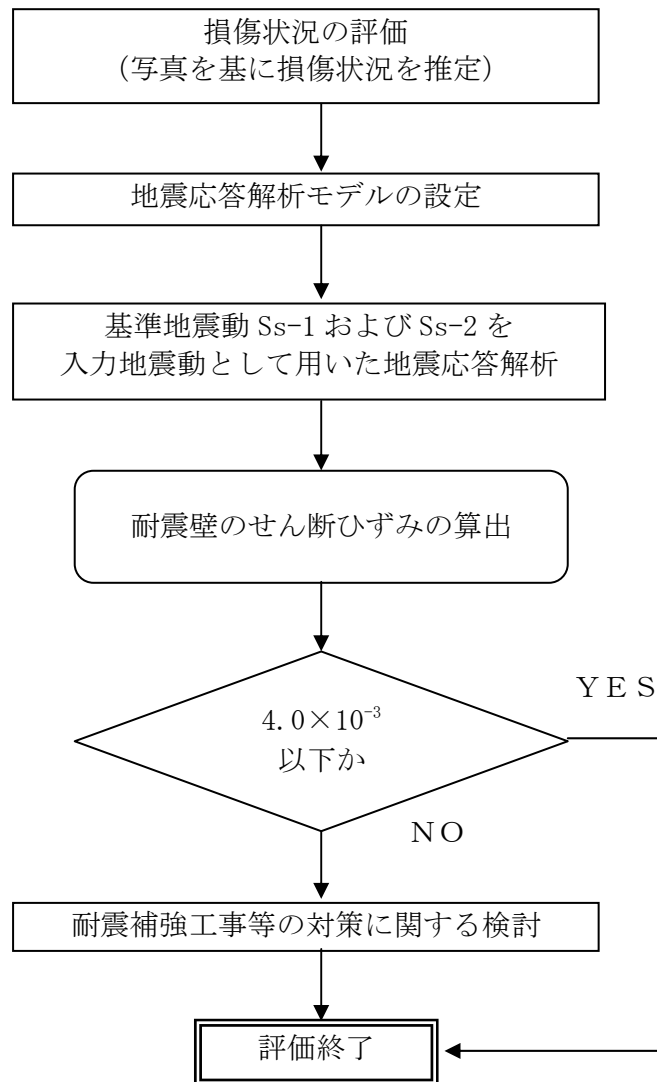 損傷状況の評価
(写真を基に損傷状況を推定)
地震応答解析モデルの設定
基準地震動 Ss-1 および Ss-2 を
入力地震動として用いた地震応答解析
耐震壁のせん断ひずみの算出
4.0×10⁻³
以下か
ＹＥＳ
ＮＯ
耐震補強工事等の対策に関する検討
評価終了